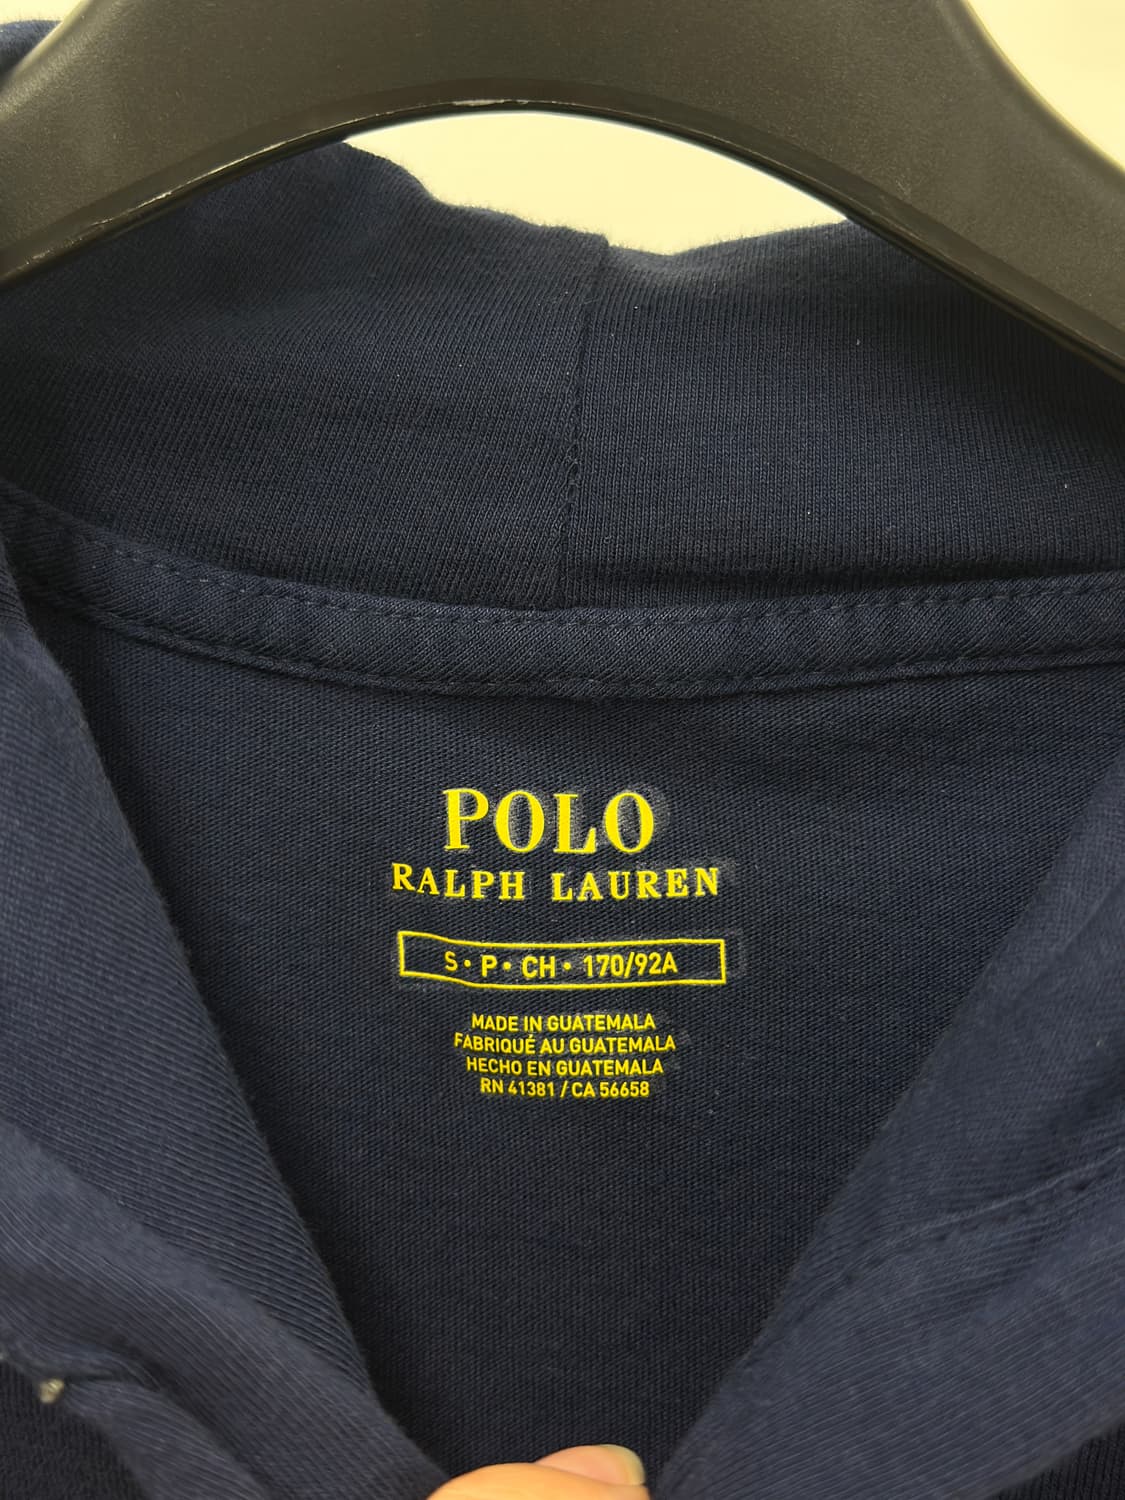 POLO
RALPH LAUREN
S • P • CH • 170/92A
MADE IN GUATEMALA
FABRIQUÉ AU GUATEMALA
HECHO EN GUATEMALA
RN 41381 / CA 56658